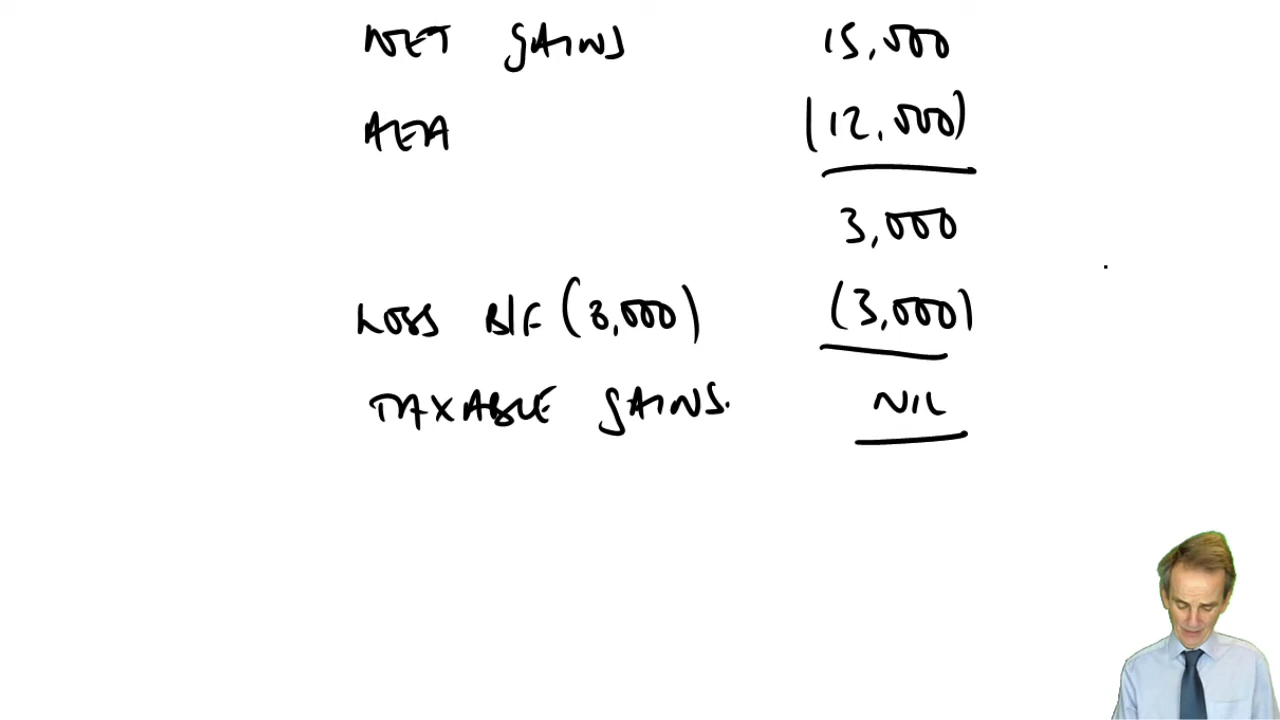 NET GAINS 15,000
AEA (12,000)
3,000
LOSS B/F (8,000) (3,000)
TAXABLE GAINS. NIL